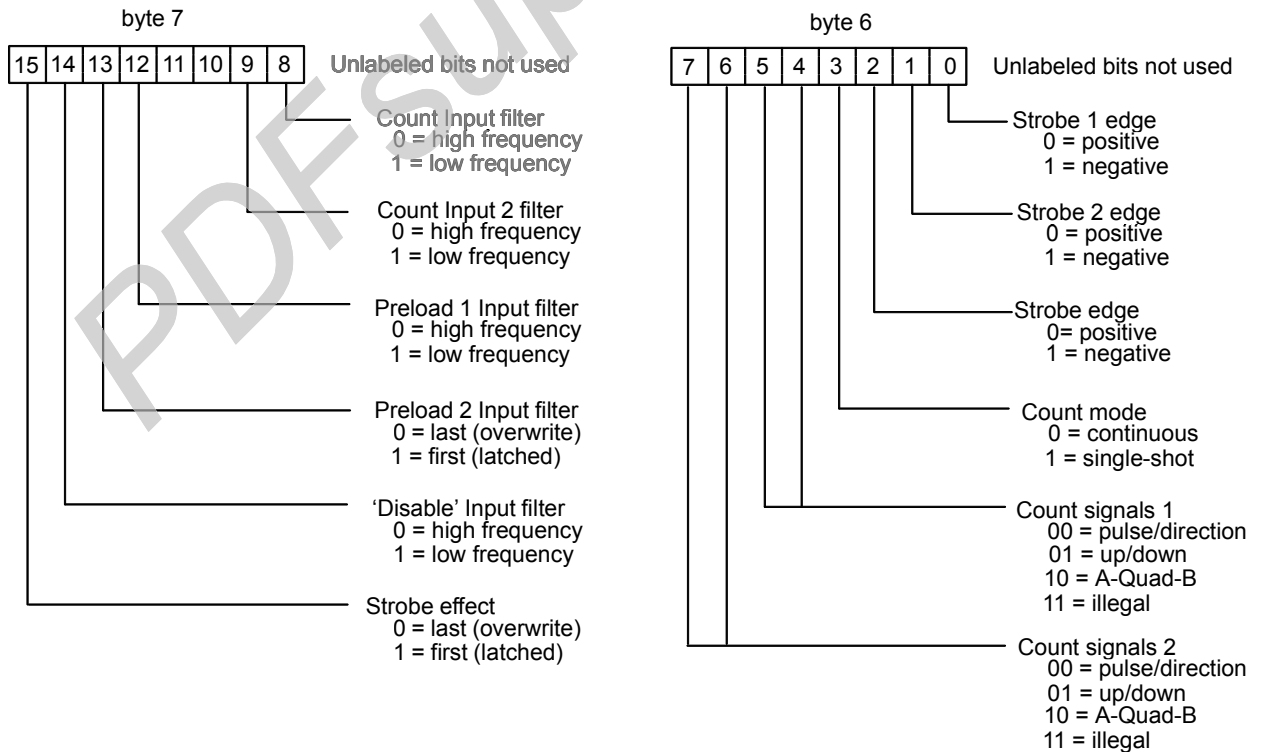 byte 7
15 14 13 12 11 10 9 8
Unlabeled bits not used
Count Input filter
0 = high frequency
1 = low frequency
Count Input 2 filter
0 = high frequency
1 = low frequency
Preload 1 Input filter
0 = high frequency
1 = low frequency
Preload 2 Input filter
0 = last (overwrite)
1 = first (latched)
‘Disable’ Input filter
0 = high frequency
1 = low frequency
Strobe effect
0 = last (overwrite)
1 = first (latched)
byte 6
7 6 5 4 3 2 1 0
Unlabeled bits not used
Strobe 1 edge
0 = positive
1 = negative
Strobe 2 edge
0 = positive
1 = negative
Strobe edge
0= positive
1 = negative
Count mode
0 = continuous
1 = single-shot
Count signals 1
00 = pulse/direction
01 = up/down
10 = A-Quad-B
11 = illegal
Count signals 2
00 = pulse/direction
01 = up/down
10 = A-Quad-B
11 = illegal
PDFsup